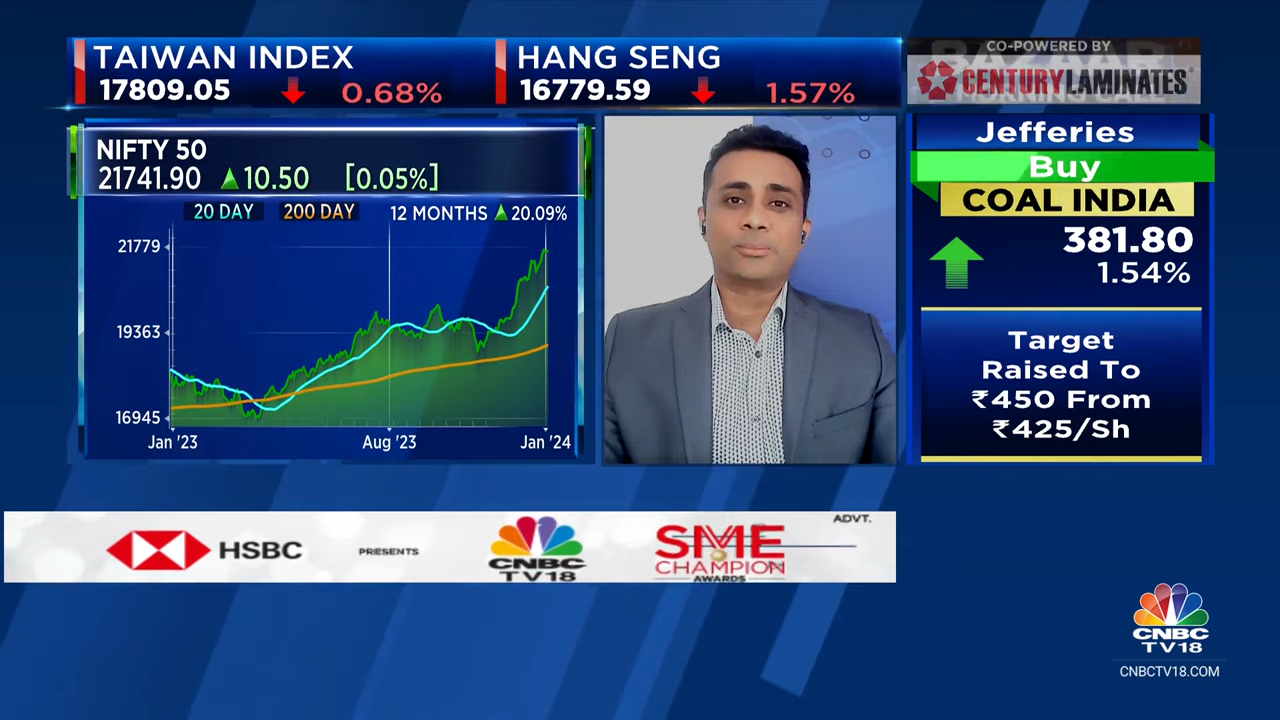 TAIWAN INDEX
17809.05 0.68%
HANG SENG
16779.59 1.57%
CO-POWERED BY
CENTURYLAMINATES
NIFTY 50
21741.90 10.50 [0.05%]
20 DAY 200 DAY 12 MONTHS 20.09%
21779
19363
16945
Jan '23 Aug '23 Jan '24
Jefferies
Buy
COAL INDIA
381.80
1.54%
Target
Raised To
₹450 From
₹425/Sh
ADVT.
HSBC PRESENTS
CNBC
TV18
SME
CHAMPION
AWARDS
CNBC
TV18
CNBCTV18.COM